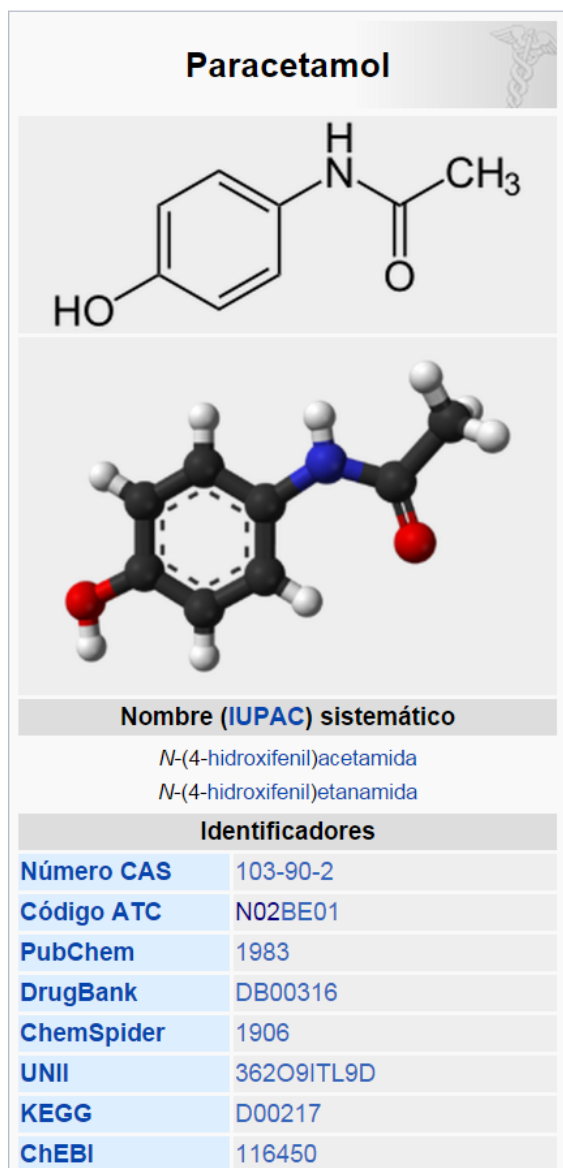 Paracetamol
H
N
CH3
O
HO
Nombre (IUPAC) sistemático
N-(4-hidroxifenil)acetamida
N-(4-hidroxifenil)etanamida
Identificadores
Número CAS 103-90-2
Código ATC N02BE01
PubChem 1983
DrugBank DB00316
ChemSpider 1906
UNII 362O9ITL9D
KEGG D00217
ChEBI 116450